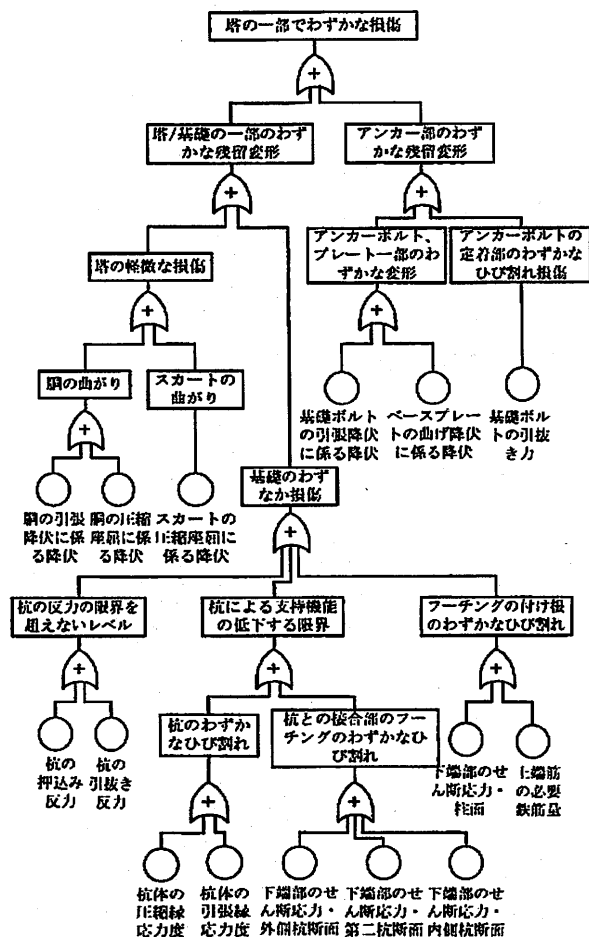 塔の一部でわずかな損傷
塔/基礎の一部のわず
かな残留変形
アンカー部のわず
かな残留変形
塔の軽微な損傷
アンカーボルト、
プレート一部のわ
ずかな変形
アンカーボルトの
定着部のわずかな
ひび割れ損傷
胴の曲がり
スカートの
曲がり
基礎ボルト
の引張降伏
に係る降伏
ベースプレー
トの曲げ降伏
に係る降伏
基礎ボル
トの引抜
き力
胴の引張
降伏に係
る降伏
胴の圧縮
座屈に係
る降伏
スカートの
圧縮座屈に
係る降伏
基礎のわず
なか損傷
杭の反力の限界を
超えないレベル
杭による支持機能
の低下する限界
フーチングの付け根
のわずかなひび割れ
杭の
押込み
反力
杭の
引抜き
反力
杭のわずか
なひび割れ
杭との接合部のフー
チングのわずかなひ
び割れ
下端部のせ
ん断応力・
柱面
上端筋
の必要
鉄筋量
杭体の
圧縮縁
応力度
杭体の
引張縁
応力度
下端部のせ
ん断応力・
外側杭断面
下端部のせ
ん断応力・
第二杭断面
下端部のせ
ん断応力・
内側杭断面